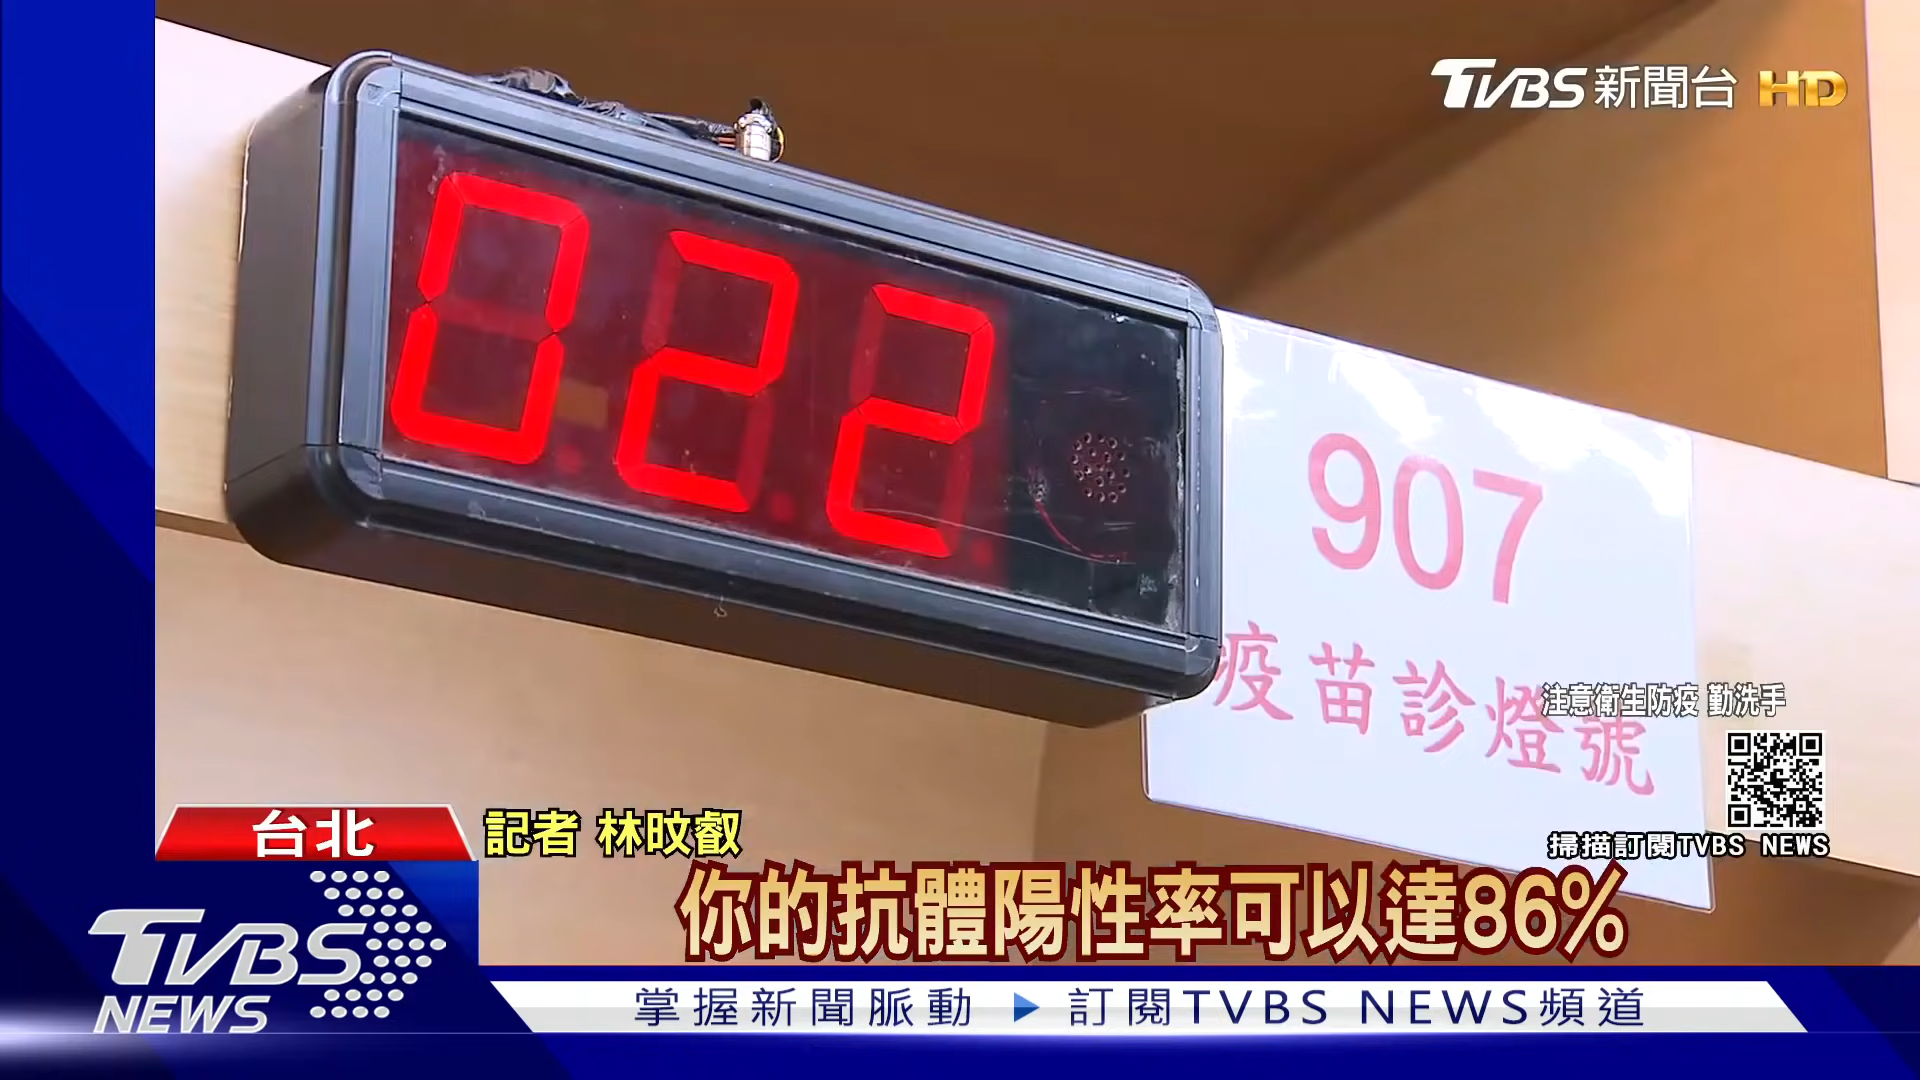 TVBS新聞台 HD
022
907
疫苗診燈號
注意衛生防疫 勤洗手
掃描訂閱TVBS NEWS
台北
記者 林旼叡
你的抗體陽性率可以達86%
TVBS
NEWS
掌握新聞脈動 ▶ 訂閱TVBS NEWS頻道